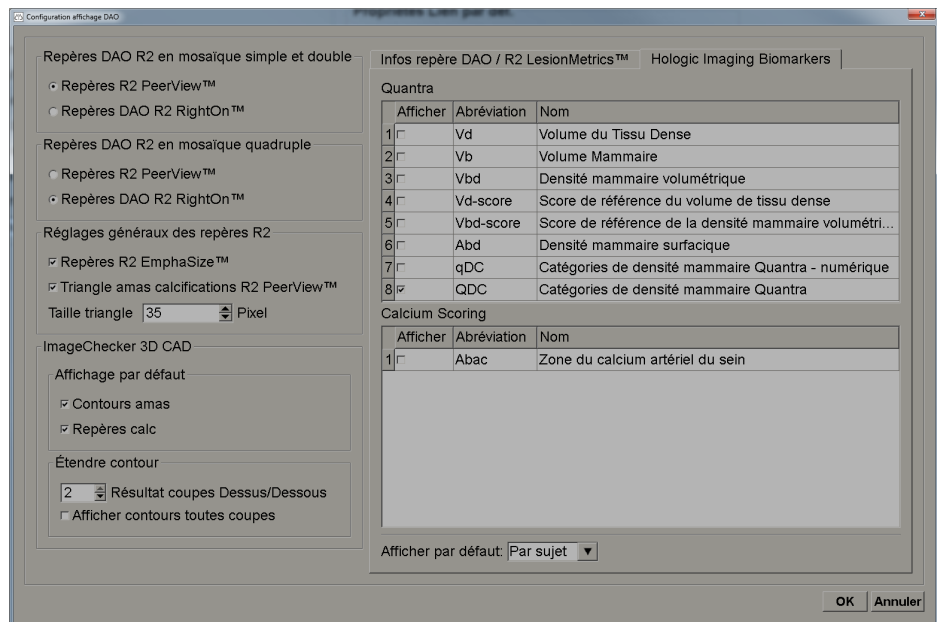 Propriétés Lien par déf.
Configuration affichage DAO
Repères DAO R2 en mosaïque simple et double
Repères R2 PeerView™
Repères DAO R2 RightOn™
Repères DAO R2 en mosaïque quadruple
Repères R2 PeerView™
Repères DAO R2 RightOn™
Réglages généraux des repères R2
Repères R2 EmphaSize™
Triangle amas calcifications R2 PeerView™
Taille triangle 35 Pixel
ImageChecker 3D CAD
Affichage par défaut
Contours amas
Repères calc
Étendre contour
2 Résultat coupes Dessus/Dessous
Afficher contours toutes coupes
Infos repère DAO / R2 LesionMetrics™ Hologic Imaging Biomarkers
Quantra
Afficher Abréviation Nom
1 Vd Volume du Tissu Dense
2 Vb Volume Mammaire
3 Vbd Densité mammaire volumétrique
4 Vd-score Score de référence du volume de tissu dense
5 Vbd-score Score de référence de la densité mammaire volumétri...
6 Abd Densité mammaire surfacique
7 qDC Catégories de densité mammaire Quantra - numérique
8 QDC Catégories de densité mammaire Quantra
Calcium Scoring
Afficher Abréviation Nom
1 Abac Zone du calcium artériel du sein
Afficher par défaut: Par sujet
OK Annuler